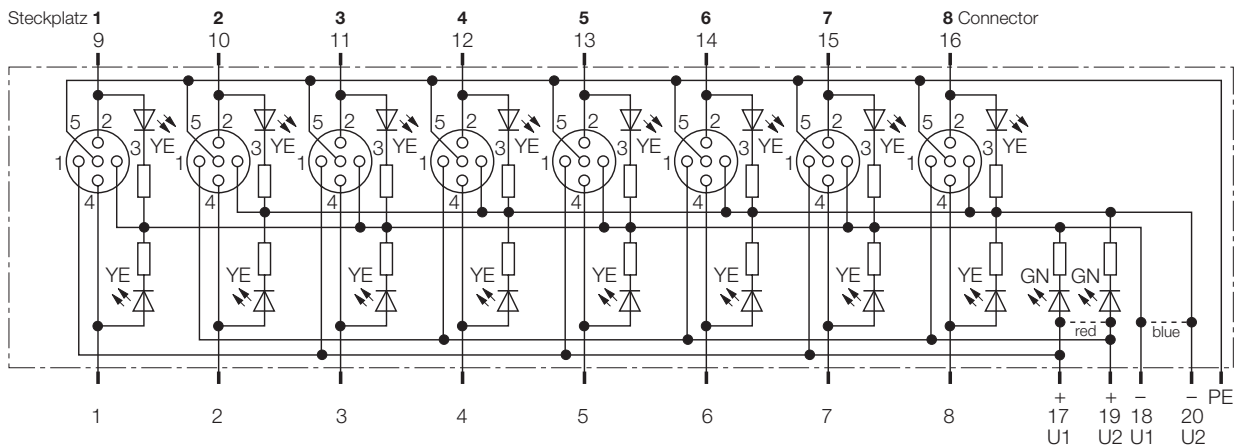 Steckplatz 1 2 3 4 5 6 7 8 Connector
9 10 11 12 13 14 15 16
5 2 5 2 5 2 5 2 5 2 5 2 5 2 5 2
YE YE YE YE YE YE YE YE
1 3 1 3 1 3 1 3 1 3 1 3 1 3 1 3
4 4 4 4 4 4 4 4
YE YE YE YE YE YE YE YE GN GN
red blue
1 2 3 4 5 6 7 8 + + − − PE
17 19 18 20
U1 U2 U1 U2